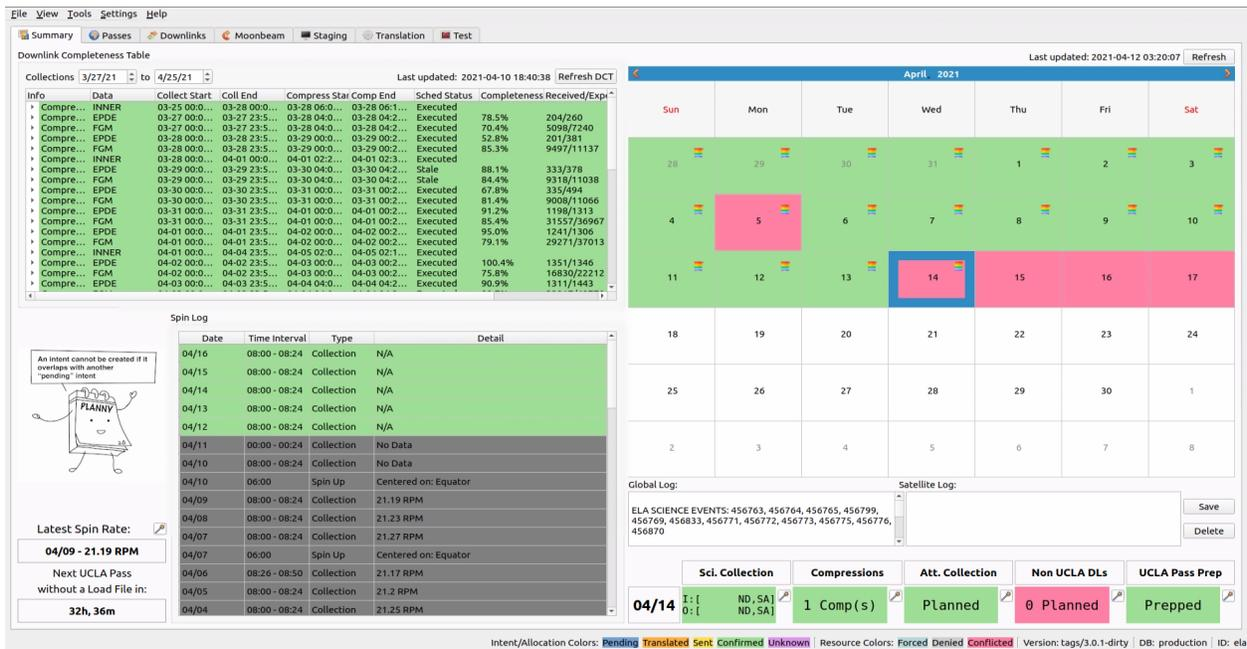 File View Tools Settings Help
Summary Passes Downlinks Moonbeam Staging Translation Test
Downlink Completeness Table
Last updated: 2021-04-12 03:20:07 Refresh
Collections 3/27/21 to 4/25/21 Last updated: 2021-04-10 18:40:38 Refresh DCT
Info Data Collect Start Coll End Compress Star Comp End Sched Status Completeness Received/Expe
Compre... INNER 03-25 00:0... 03-28 00:0... 03-28 06:0... 03-28 06:1... Executed
Compre... EPDE 03-27 00:0... 03-27 23:5... 03-28 04:0... 03-28 04:2... Executed 78.5% 204/260
Compre... FGM 03-27 00:0... 03-27 23:5... 03-28 04:0... 03-28 04:2... Executed 70.4% 5098/7240
Compre... EPDE 03-28 00:0... 03-28 23:5... 03-29 00:0... 03-29 00:2... Executed 52.8% 201/381
Compre... FGM 03-28 00:0... 03-28 23:5... 03-29 00:0... 03-29 00:2... Executed 85.3% 9497/11137
Compre... INNER 03-28 00:0... 04-01 00:0... 04-01 02:2... 04-01 02:3... Executed
Compre... EPDE 03-29 00:0... 03-29 23:5... 03-30 04:0... 03-30 04:2... Stale 88.1% 333/378
Compre... FGM 03-29 00:0... 03-29 23:5... 03-30 04:0... 03-30 04:2... Stale 84.4% 9318/11038
Compre... EPDE 03-30 00:0... 03-30 23:5... 03-31 00:0... 03-31 00:2... Executed 67.8% 335/494
Compre... FGM 03-30 00:0... 03-30 23:5... 03-31 00:0... 03-31 00:2... Executed 81.4% 9008/11066
Compre... EPDE 03-31 00:0... 03-31 23:5... 04-01 00:0... 04-01 00:2... Executed 91.2% 1198/1313
Compre... FGM 03-31 00:0... 03-31 23:5... 04-01 00:0... 04-01 00:2... Executed 85.4% 31557/36967
Compre... EPDE 04-01 00:0... 04-01 23:5... 04-02 00:0... 04-02 00:2... Executed 95.0% 1241/1306
Compre... FGM 04-01 00:0... 04-01 23:5... 04-02 00:0... 04-02 00:2... Executed 79.1% 29271/37013
Compre... INNER 04-01 00:0... 04-04 23:5... 04-05 02:0... 04-05 02:1... Executed
Compre... EPDE 04-02 00:0... 04-02 23:5... 04-03 00:0... 04-03 00:2... Executed 100.4% 1351/1346
Compre... FGM 04-02 00:0... 04-02 23:5... 04-03 00:0... 04-03 00:2... Executed 75.8% 16830/22212
Compre... EPDE 04-03 00:0... 04-03 23:5... 04-04 04:0... 04-04 04:2... Executed 90.9% 1311/1443
April 2021
Sun Mon Tue Wed Thu Fri Sat
28 29 30 31 1 2 3
4 5 6 7 8 9 10
11 12 13 14 15 16 17
18 19 20 21 22 23 24
25 26 27 28 29 30 1
2 3 4 5 6 7 8
Spin Log
Date Time Interval Type Detail
04/16 08:00 - 08:24 Collection N/A
04/15 08:00 - 08:24 Collection N/A
04/14 08:00 - 08:24 Collection N/A
04/13 08:00 - 08:24 Collection N/A
04/12 08:00 - 08:24 Collection N/A
04/11 00:00 - 00:24 Collection No Data
04/10 08:00 - 08:24 Collection No Data
04/10 06:00 Spin Up Centered on: Equator
04/09 08:00 - 08:24 Collection 21.19 RPM
04/08 08:00 - 08:24 Collection 21.23 RPM
04/07 08:00 - 08:24 Collection 21.27 RPM
04/07 06:00 Spin Up Centered on: Equator
04/06 08:26 - 08:50 Collection 21.17 RPM
04/05 08:00 - 08:24 Collection 21.2 RPM
04/04 08:00 - 08:24 Collection 21.25 RPM
An intent cannot be created if it
overlaps with another
"pending" intent
PLANNY
Latest Spin Rate:
04/09 - 21.19 RPM
Next UCLA Pass
without a Load File in:
32h, 36m
Global Log: Satellite Log:
ELA SCIENCE EVENTS: 456763, 456764, 456765, 456799,
456769, 456833, 456771, 456772, 456773, 456775, 456776,
456870
Save
Delete
Sci. Collection Compressions Att. Collection Non UCLA DLs UCLA Pass Prep
04/14
I:[ ND,SA]
O:[ ND,SA]
1 Comp(s) Planned 0 Planned Prepped
Intent/Allocation Colors: Pending Translated Sent Confirmed Unknown Resource Colors: Forced Denied Conflicted Version: tags/3.0.1-dirty DB: production ID: ela